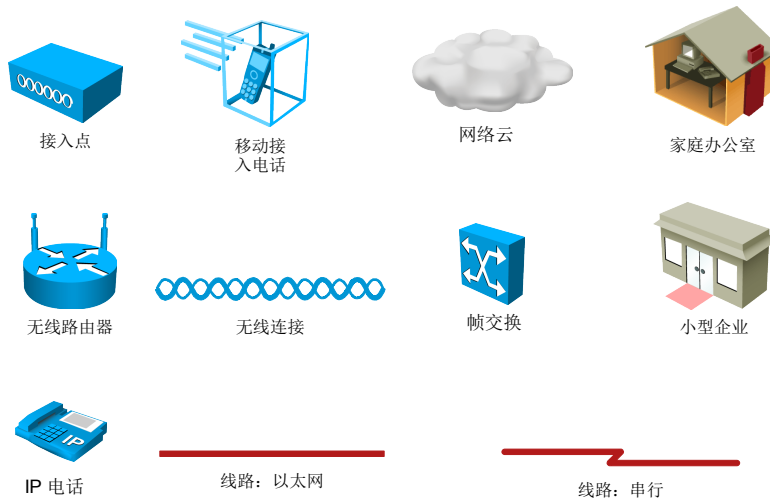 接入点
移动接
入电话
网络云
家庭办公室
无线路由器
无线连接
帧交换
小型企业
IP
IP 电话
线路：以太网
线路：串行